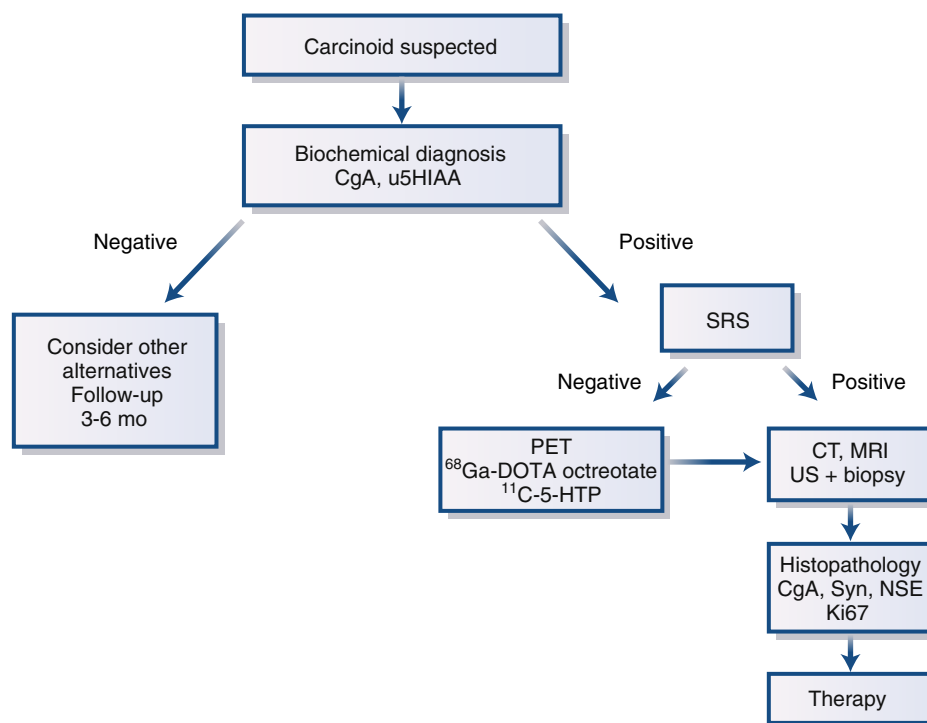 Carcinoid suspected
Biochemical diagnosis
CgA, u5HIAA
Negative
Positive
Consider other
alternatives
Follow-up
3-6 mo
SRS
Negative
Positive
PET
⁶⁸Ga-DOTA octreotate
¹¹C-5-HTP
CT, MRI
US + biopsy
Histopathology
CgA, Syn, NSE
Ki67
Therapy